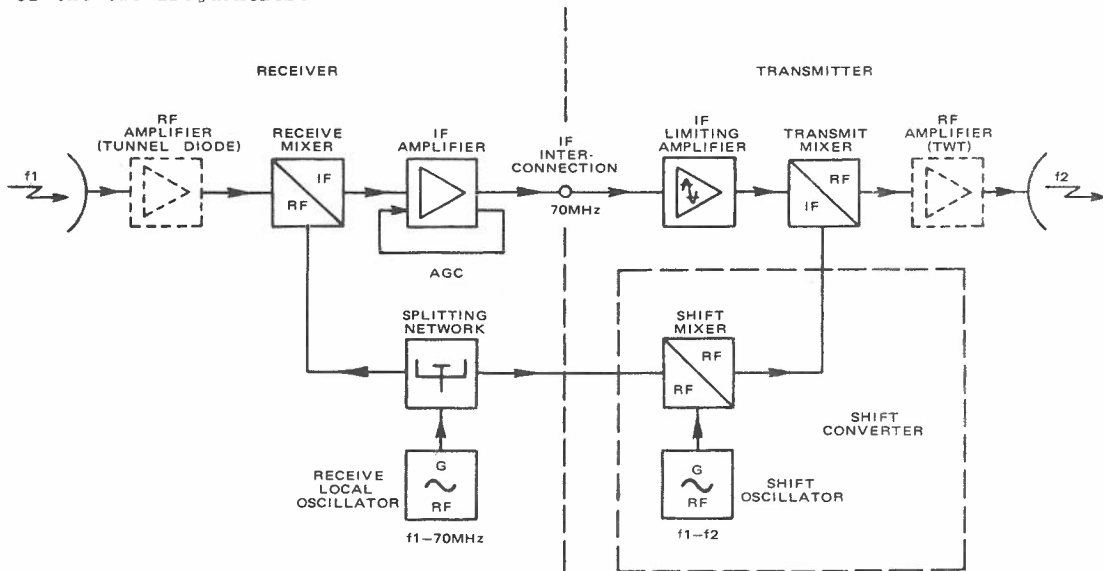 RECEIVER
TRANSMITTER
RF
AMPLIFIER
(TUNNEL DIODE)
RECEIVE
MIXER
IF
AMPLIFIER
IF
INTER-
CONNECTION
IF
LIMITING
AMPLIFIER
TRANSMIT
MIXER
RF
AMPLIFIER
(TWT)
f1
IF
RF
70MHz
RF
IF
f2
AGC
SPLITTING
NETWORK
SHIFT
MIXER
RF
RF
SHIFT
CONVERTER
RECEIVE
LOCAL
OSCILLATOR
G
RF
f1-70MHz
G
RF
f1-f2
SHIFT
OSCILLATOR